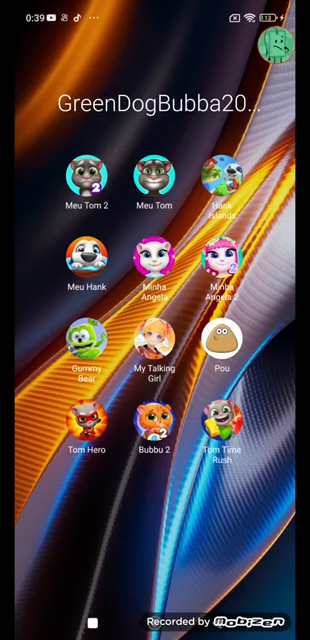 0:39
13
GreenDogBubba20...
Meu Tom 2
Meu Tom
Hank
Islands
Meu Hank
Minha
Angela
Minha
Angela 2
Gummy
Bear
My Talking
Girl
Pou
Tom Hero
Bubbu 2
Tom Time
Rush
Recorded by mobizen